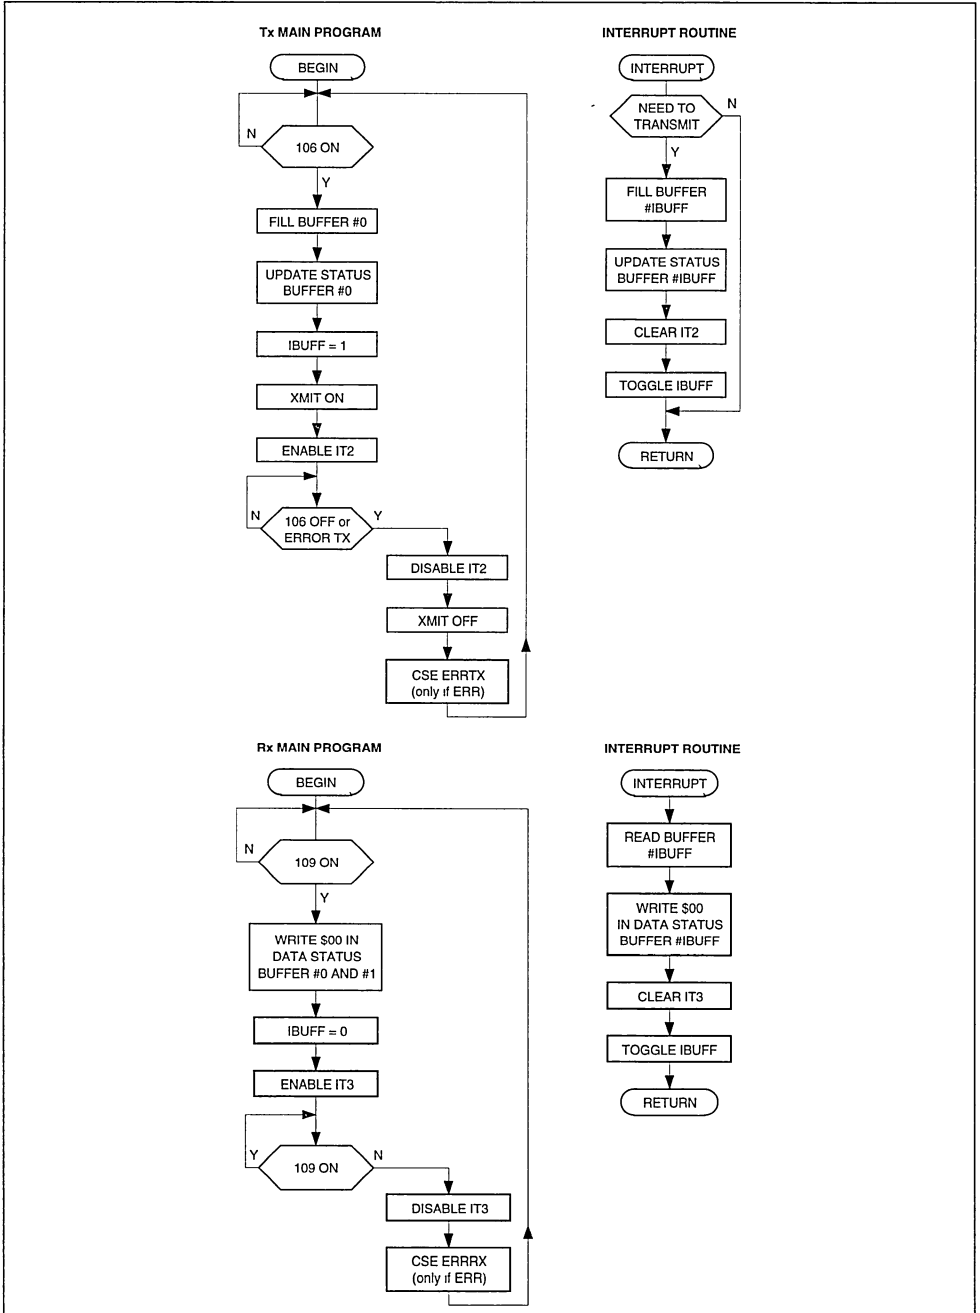 Tx MAIN PROGRAM
BEGIN
N
106 ON
Y
FILL BUFFER #0
UPDATE STATUS
BUFFER #0
IBUFF = 1
XMIT ON
ENABLE IT2
N
106 OFF or
ERROR TX
Y
DISABLE IT2
XMIT OFF
CSE ERRTX
(only if ERR)
INTERRUPT ROUTINE
INTERRUPT
NEED TO
TRANSMIT
N
Y
FILL BUFFER
#IBUFF
UPDATE STATUS
BUFFER #IBUFF
CLEAR IT2
TOGGLE IBUFF
RETURN
Rx MAIN PROGRAM
BEGIN
N
109 ON
Y
WRITE $00 IN
DATA STATUS
BUFFER #0 AND #1
IBUFF = 0
ENABLE IT3
Y
109 ON
N
DISABLE IT3
CSE ERRRX
(only if ERR)
INTERRUPT ROUTINE
INTERRUPT
READ BUFFER
#IBUFF
WRITE $00
IN DATA STATUS
BUFFER #IBUFF
CLEAR IT3
TOGGLE IBUFF
RETURN